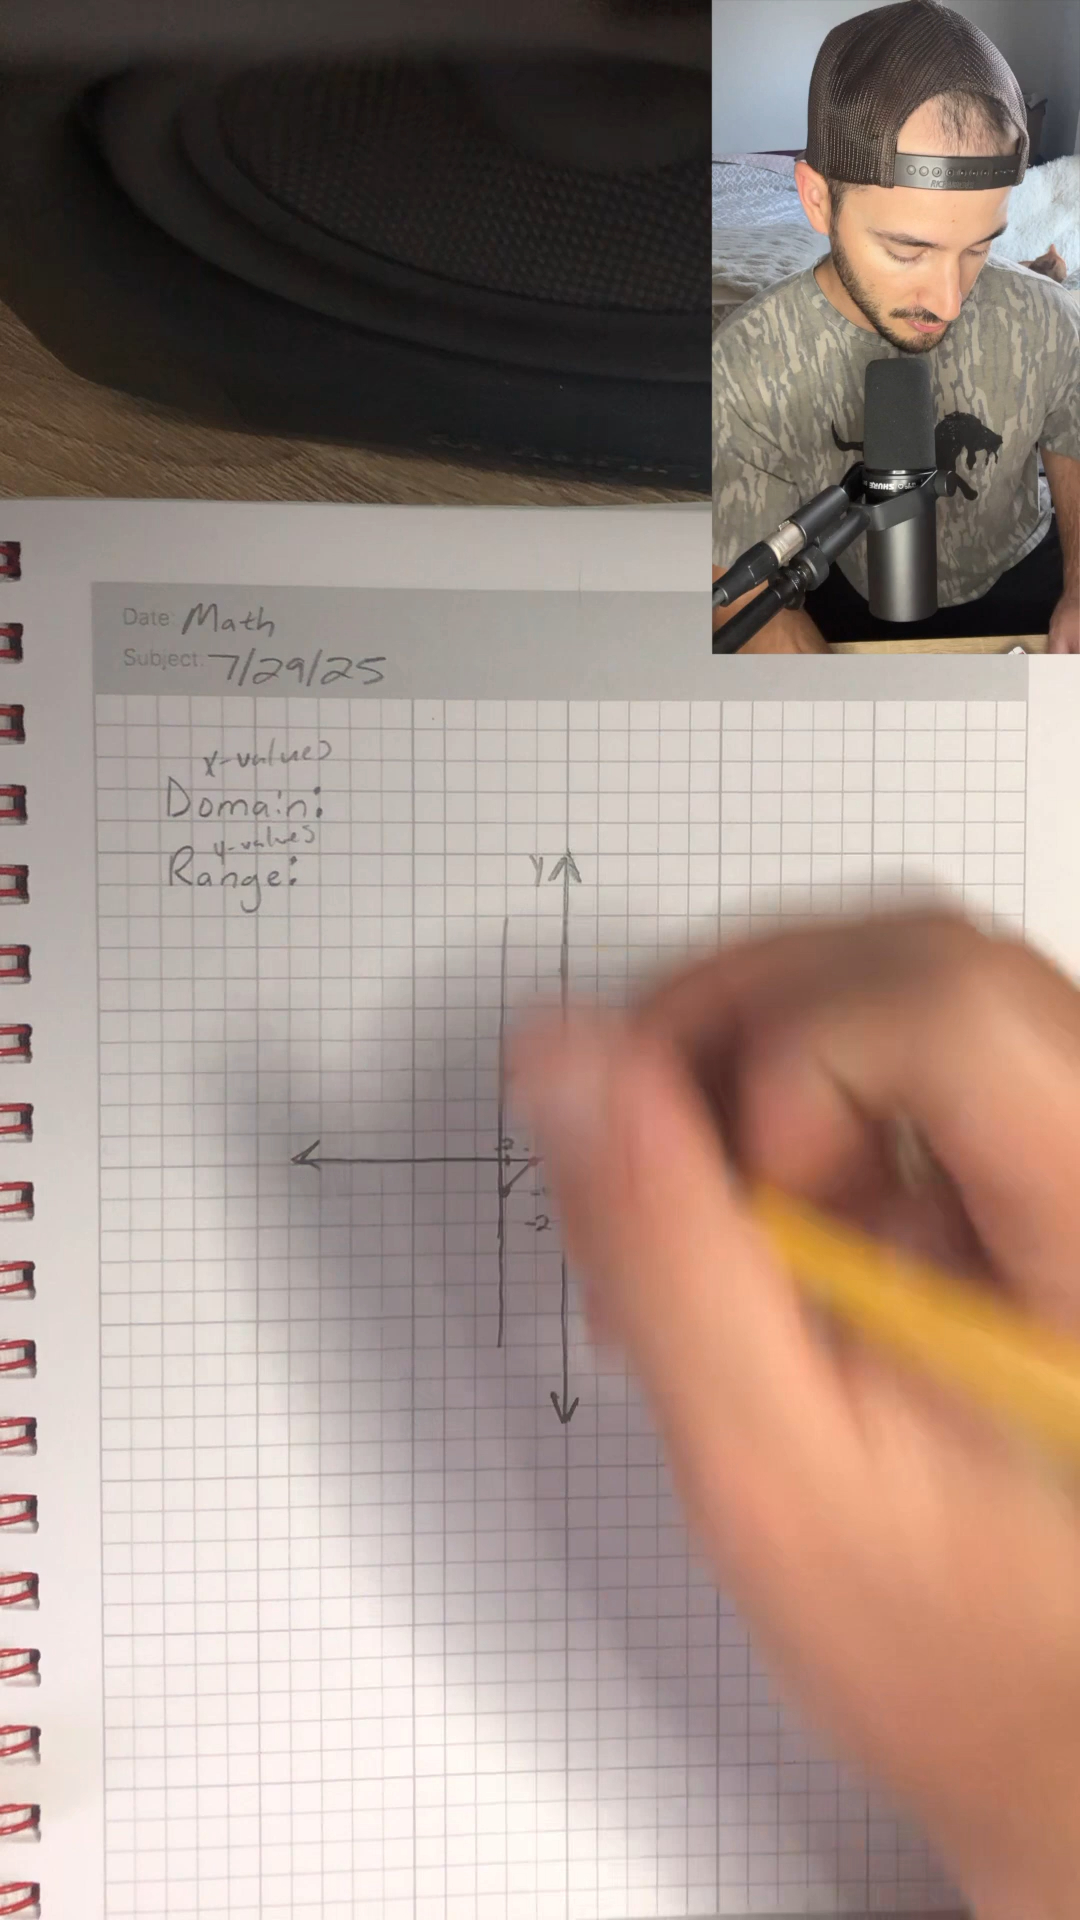 Date: Math
Subject: 7/29/25
x-values
Domain:
y-values
Range:
y
-2